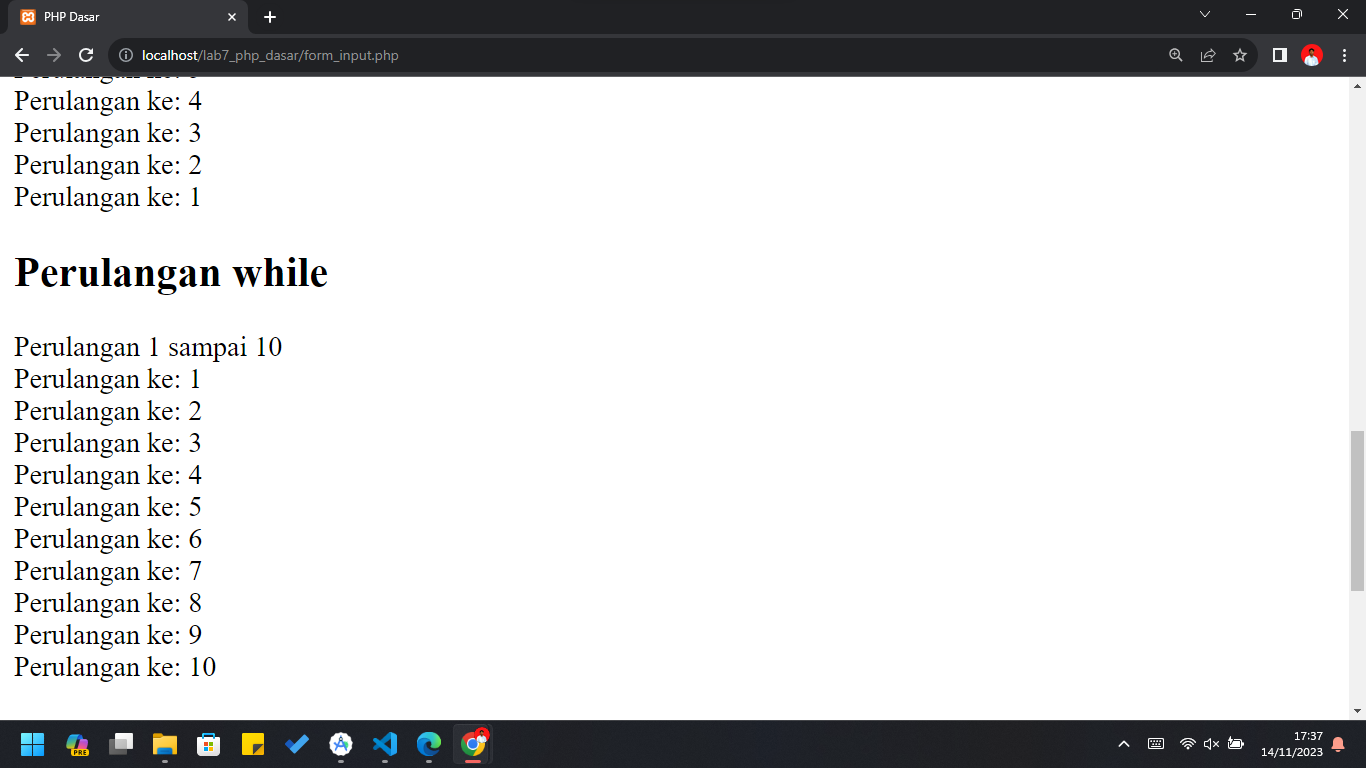 PHP Dasar
localhost/lab7_php_dasar/form_input.php
Perulangan ke: 4
Perulangan ke: 3
Perulangan ke: 2
Perulangan ke: 1
Perulangan while
Perulangan 1 sampai 10
Perulangan ke: 1
Perulangan ke: 2
Perulangan ke: 3
Perulangan ke: 4
Perulangan ke: 5
Perulangan ke: 6
Perulangan ke: 7
Perulangan ke: 8
Perulangan ke: 9
Perulangan ke: 10
PRE
17:37
14/11/2023